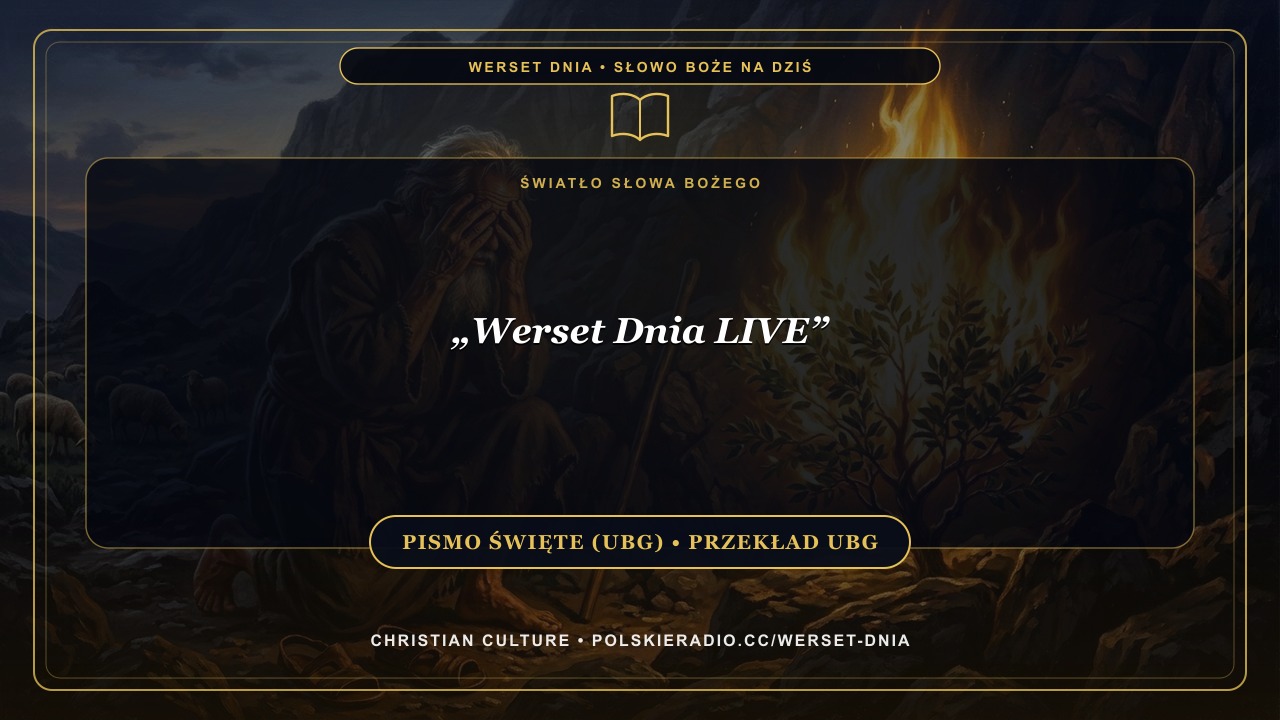 WERSET DNIA • SŁOWO BOŻE NA DZIŚ
ŚWIATŁO SŁOWA BOŻEGO
„Werset Dnia LIVE”
PISMO ŚWIĘTE (UBG) • PRZEKŁAD UBG
CHRISTIAN CULTURE • POLSKIERADIO.CC/WERSET-DNIA